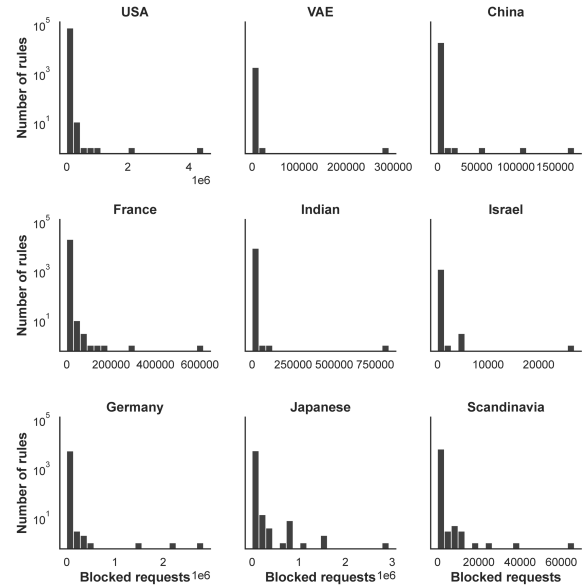 USA VAE China
Number of rules
10^5
10^3
10^1
0 2 4
1e6
0 100000 200000 300000
0 50000 100000 150000
France Indian Israel
Number of rules
10^5
10^3
10^1
0 200000 400000 600000
0 250000 500000 750000
0 10000 20000
Germany Japanese Scandinavia
Number of rules
10^5
10^3
10^1
0 1 2
Blocked requests 1e6
0 1 2 3
Blocked requests 1e6
0 20000 40000 60000
Blocked requests